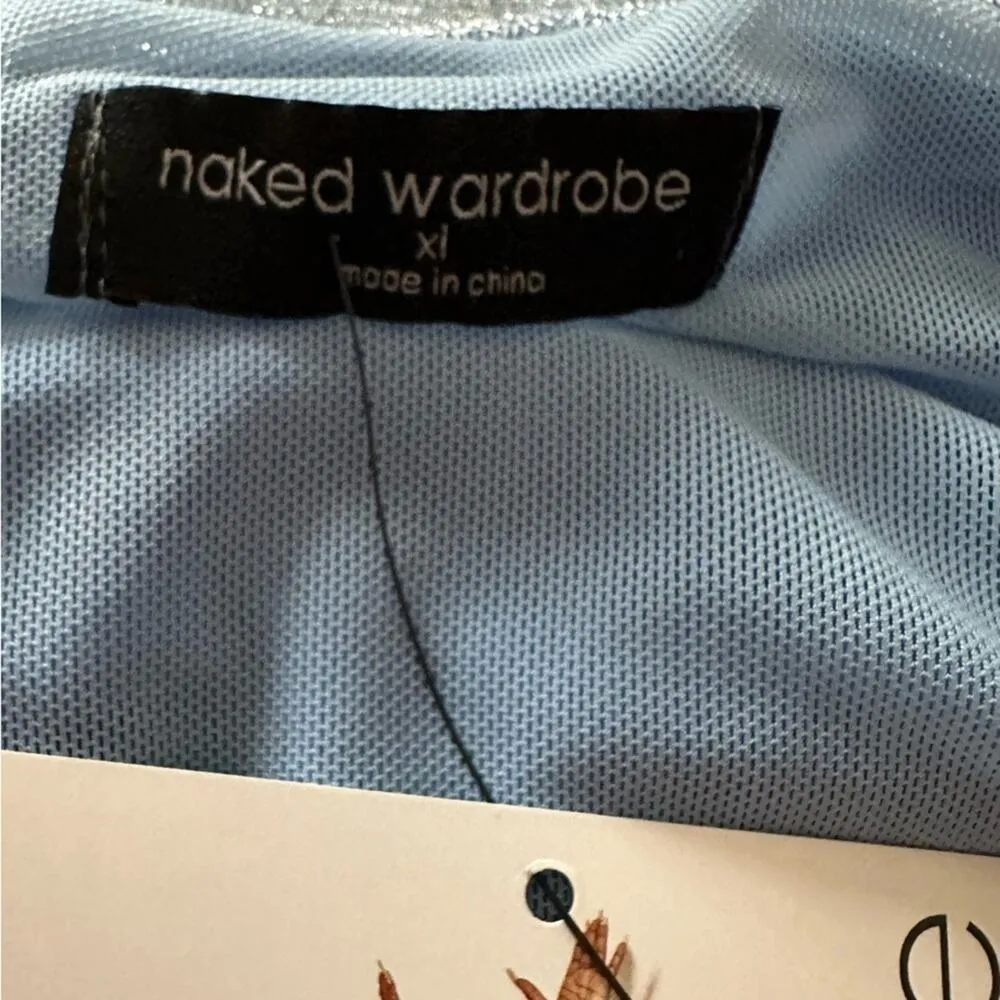 naked wardrobe
xl
made in china
e